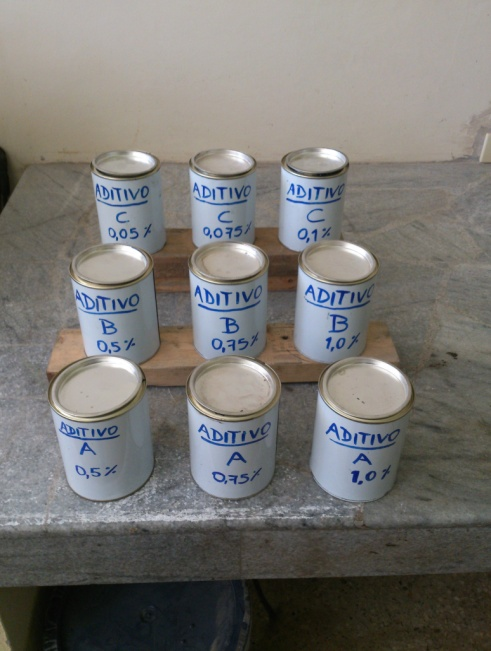 ADITIVO
C
0,05%
ADITIVO
C
0,075%
ADITIVO
C
0,1%
ADITIVO
B
0,5%
ADITIVO
B
0,75%
ADITIVO
B
1,0%
ADITIVO
A
0,5%
ADITIVO
A
0,75%
ADITIVO
A
1,0%